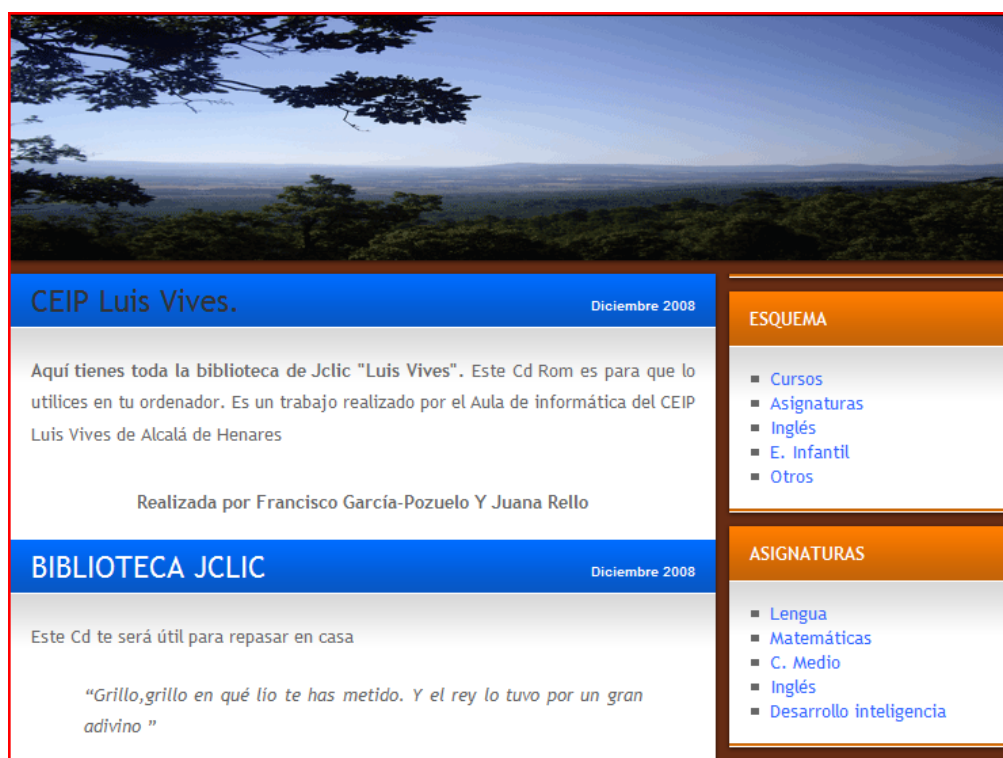 CEIP Luis Vives.
Diciembre 2008
Aquí tienes toda la biblioteca de Jclic "Luis Vives". Este Cd Rom es para que lo
utilices en tu ordenador. Es un trabajo realizado por el Aula de informática del CEIP
Luis Vives de Alcalá de Henares
Realizada por Francisco García-Pozuelo Y Juana Rello
BIBLIOTECA JCLIC
Diciembre 2008
Este Cd te será útil para repasar en casa
“Grillo,grillo en qué lío te has metido. Y el rey lo tuvo por un gran
adivino ”
ESQUEMA
Cursos
Asignaturas
Inglés
E. Infantil
Otros
ASIGNATURAS
Lengua
Matemáticas
C. Medio
Inglés
Desarrollo inteligencia